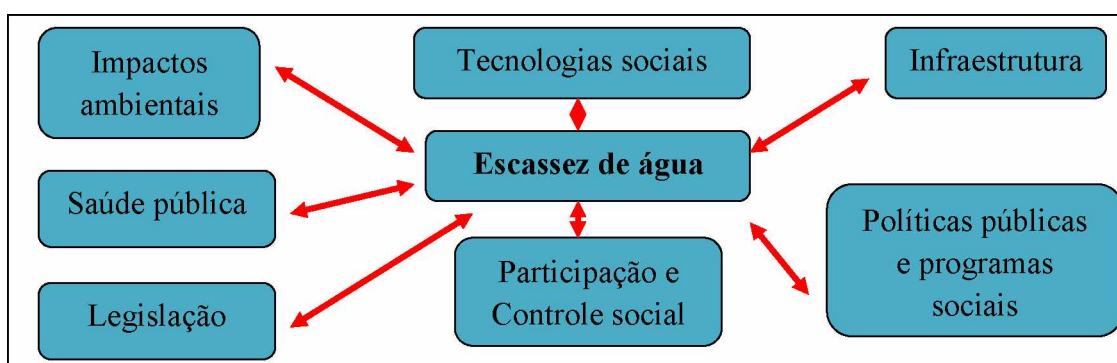 Impactos
ambientais
Tecnologias sociais
Infraestrutura
Escassez de água
Saúde pública
Políticas públicas
e programas
sociais
Participação e
Controle social
Legislação